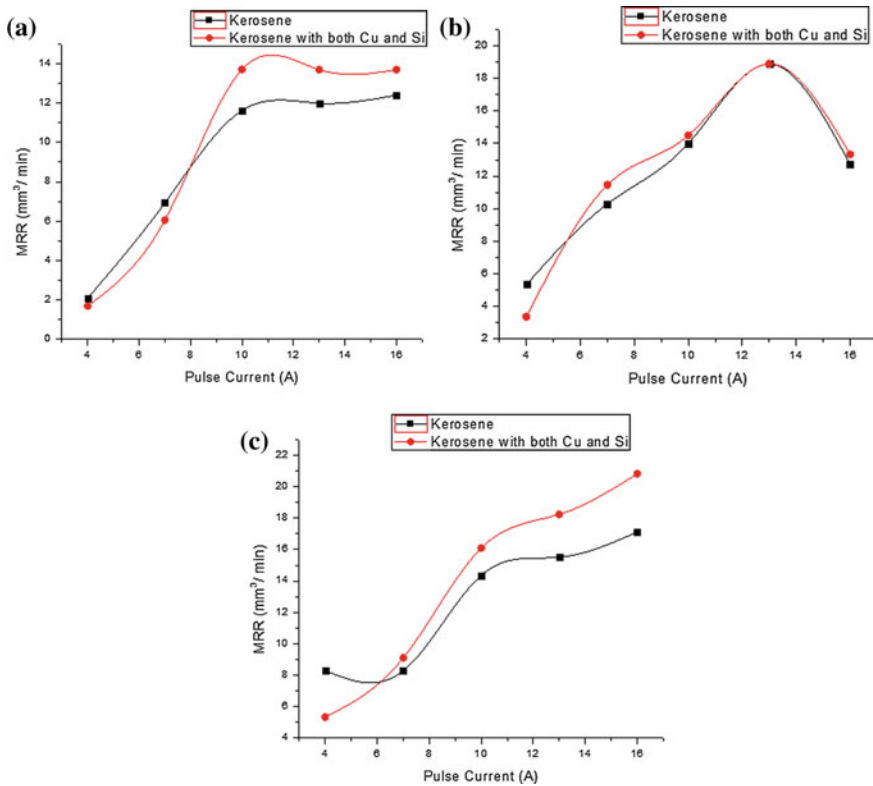 (a)
Kerosene
Kerosene with both Cu and Si
14
12
10
8
6
4
2
0
MRR (mm³/ min)
4 6 8 10 12 14 16
Pulse Current (A)
(b)
Kerosene
Kerosene with both Cu and Si
20
18
16
14
12
10
8
6
4
2
MRR (mm³/ min)
4 6 8 10 12 14 16
Pulse Current (A)
(c)
Kerosene
Kerosene with both Cu and Si
22
20
18
16
14
12
10
8
6
4
MRR (mm³/ min)
4 6 8 10 12 14 16
Pulse Current (A)